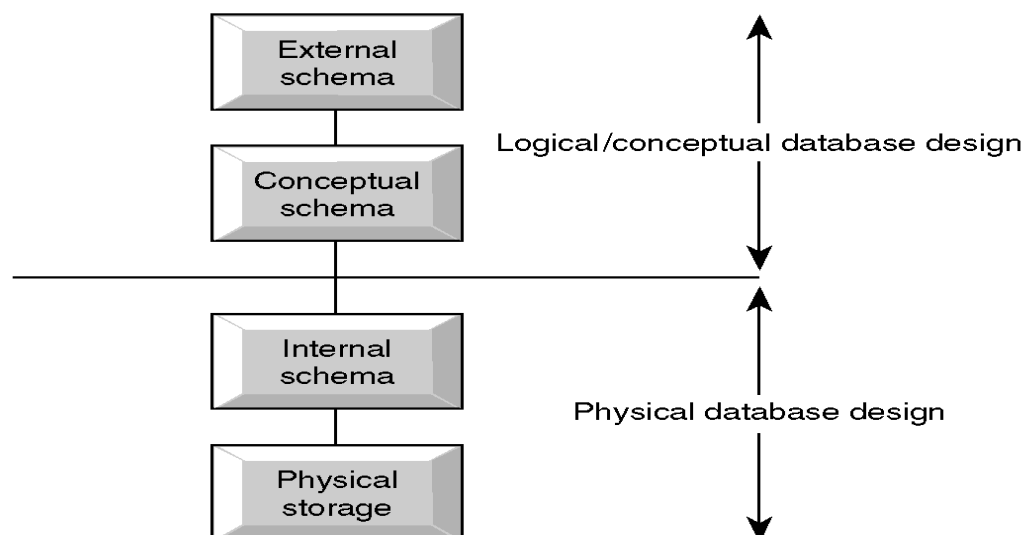 External
schema
Logical/conceptual database design
Conceptual
schema
Internal
schema
Physical database design
Physical
storage